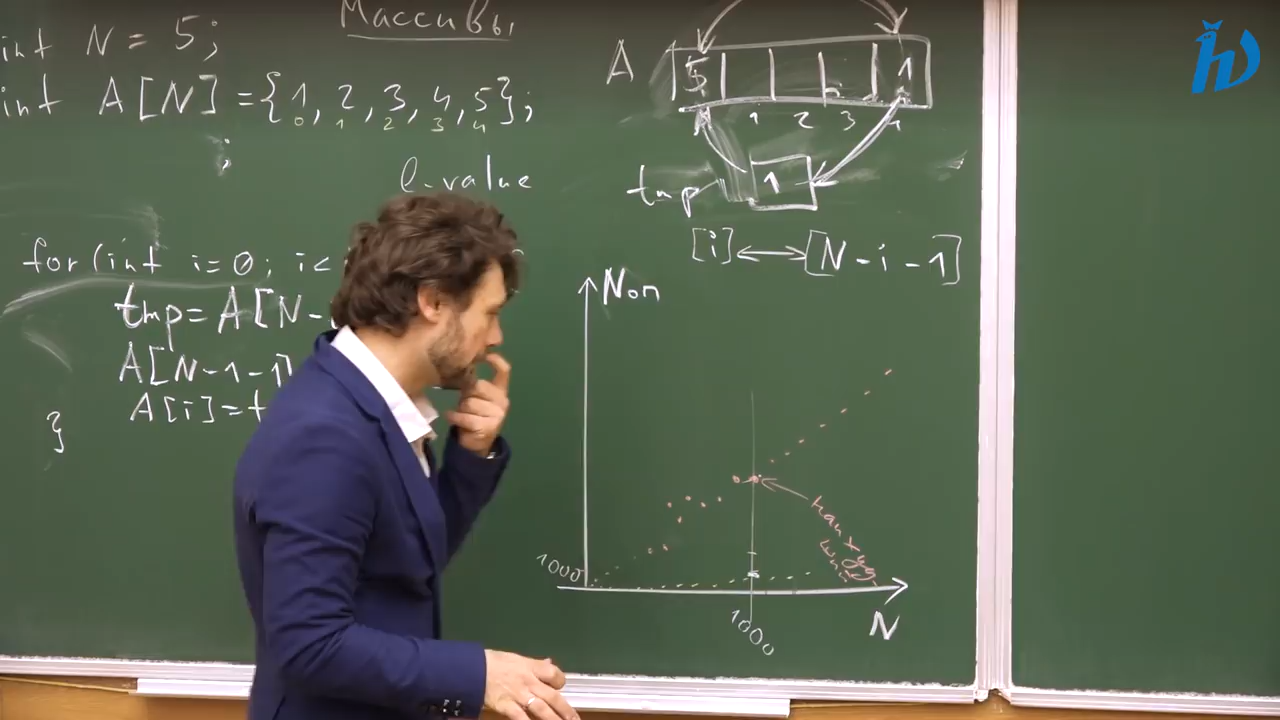 Массивы
int N = 5;
int A[N] = {1, 2, 3, 4, 5};
0 1 2 3 4
;
l-value
for (int i=0; i<
tmp = A[N-
A[N-1-1]
A[i]=t
}
A 5 1
1 2 3 4
tmp 1
[i] ↔ [N-i-1]
Nоп
1000
1000
N